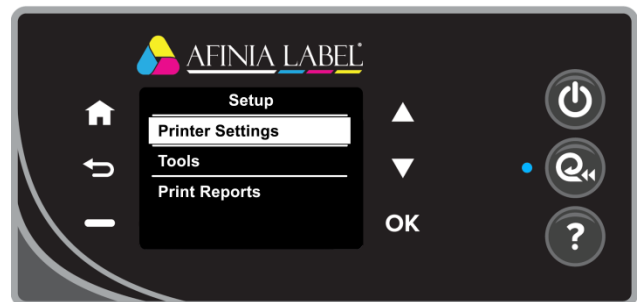 AFINIA LABEL
Setup
Printer Settings
Tools
Print Reports
OK
?